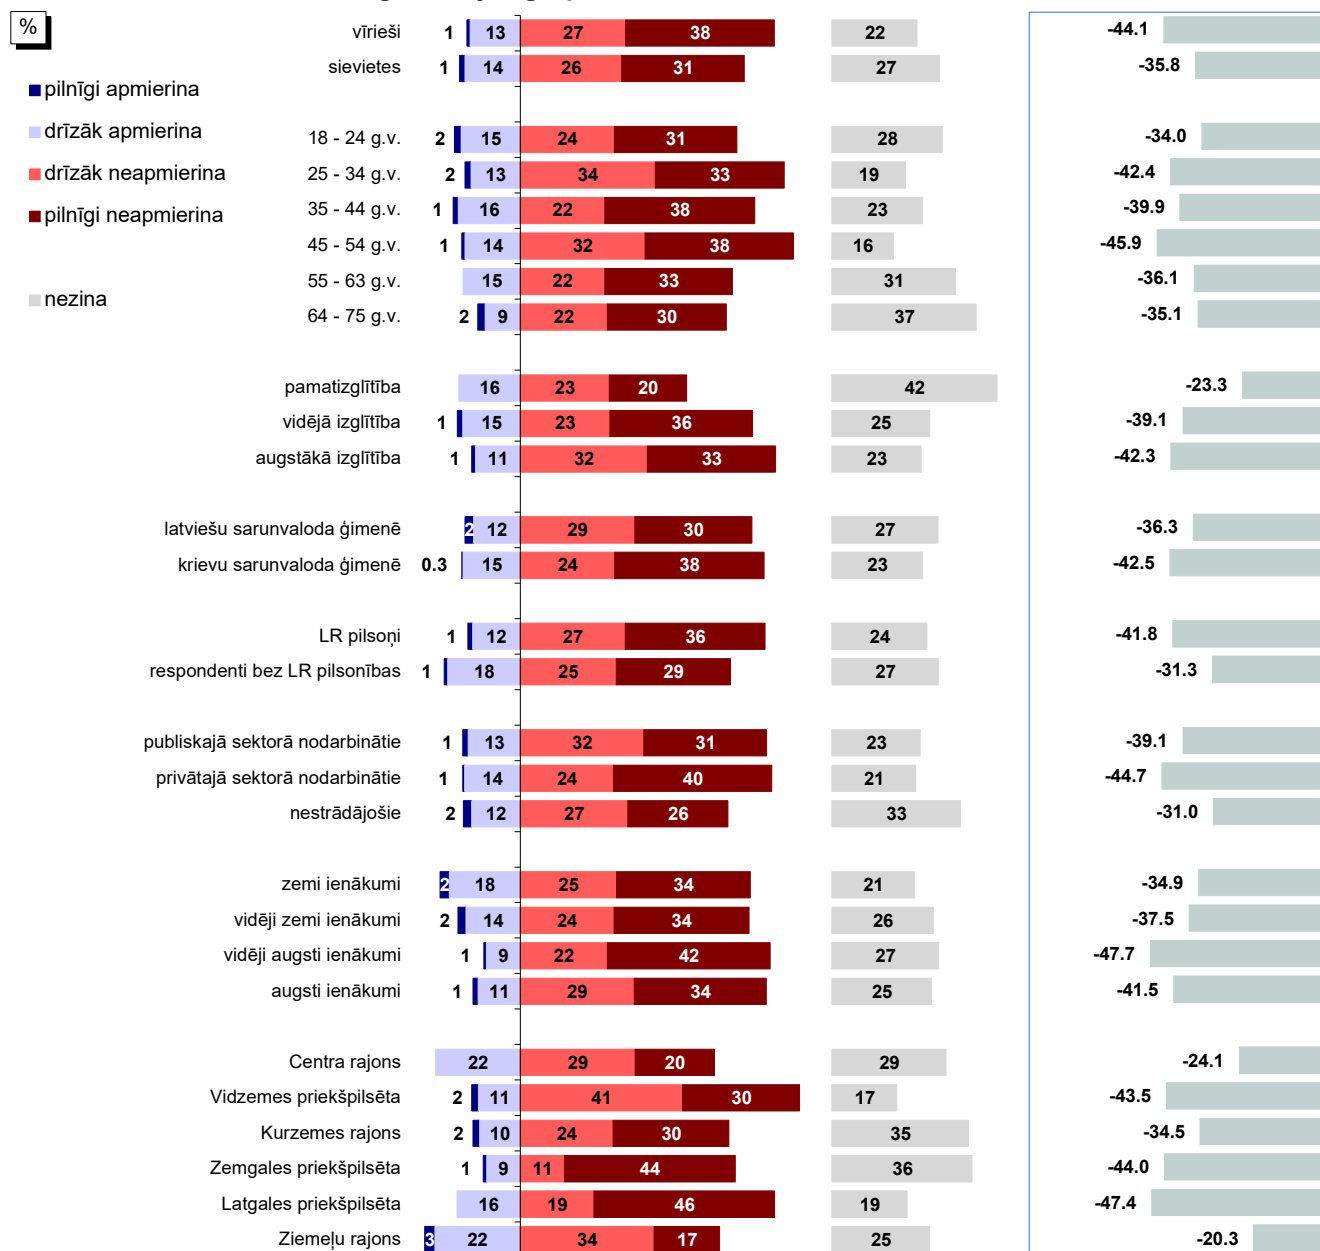 %
pilnīgi apmierina
drīzāk apmierina
drīzāk neapmierina
pilnīgi neapmierina
nezina
vīrieši 1 13 27 38 22 -44.1
sievietes 1 14 26 31 27 -35.8
18 - 24 g.v. 2 15 24 31 28 -34.0
25 - 34 g.v. 2 13 34 33 19 -42.4
35 - 44 g.v. 1 16 22 38 23 -39.9
45 - 54 g.v. 1 14 32 38 16 -45.9
55 - 63 g.v. 15 22 33 31 -36.1
64 - 75 g.v. 2 9 22 30 37 -35.1
pamatizglītība 16 23 20 42 -23.3
vidējā izglītība 1 15 23 36 25 -39.1
augstākā izglītība 1 11 32 33 23 -42.3
latviešu sarunvaloda ģimenē 2 12 29 30 27 -36.3
krievu sarunvaloda ģimenē 0.3 15 24 38 23 -42.5
LR pilsoņi 1 12 27 36 24 -41.8
respondenti bez LR pilsonības 1 18 25 29 27 -31.3
publiskajā sektorā nodarbinātie 1 13 32 31 23 -39.1
privātajā sektorā nodarbinātie 1 14 24 40 21 -44.7
nestrādājošie 2 12 27 26 33 -31.0
zemi ienākumi 2 18 25 34 21 -34.9
vidēji zemi ienākumi 2 14 24 34 26 -37.5
vidēji augsti ienākumi 1 9 22 42 27 -47.7
augsti ienākumi 1 11 29 34 25 -41.5
Centra rajons 22 29 20 29 -24.1
Vidzemes priekšpilsēta 2 11 41 30 17 -43.5
Kurzemes rajons 2 10 24 30 35 -34.5
Zemgales priekšpilsēta 1 9 11 44 36 -44.0
Latgales priekšpilsēta 16 19 46 19 -47.4
Ziemeļu rajons 3 22 34 17 25 -20.3